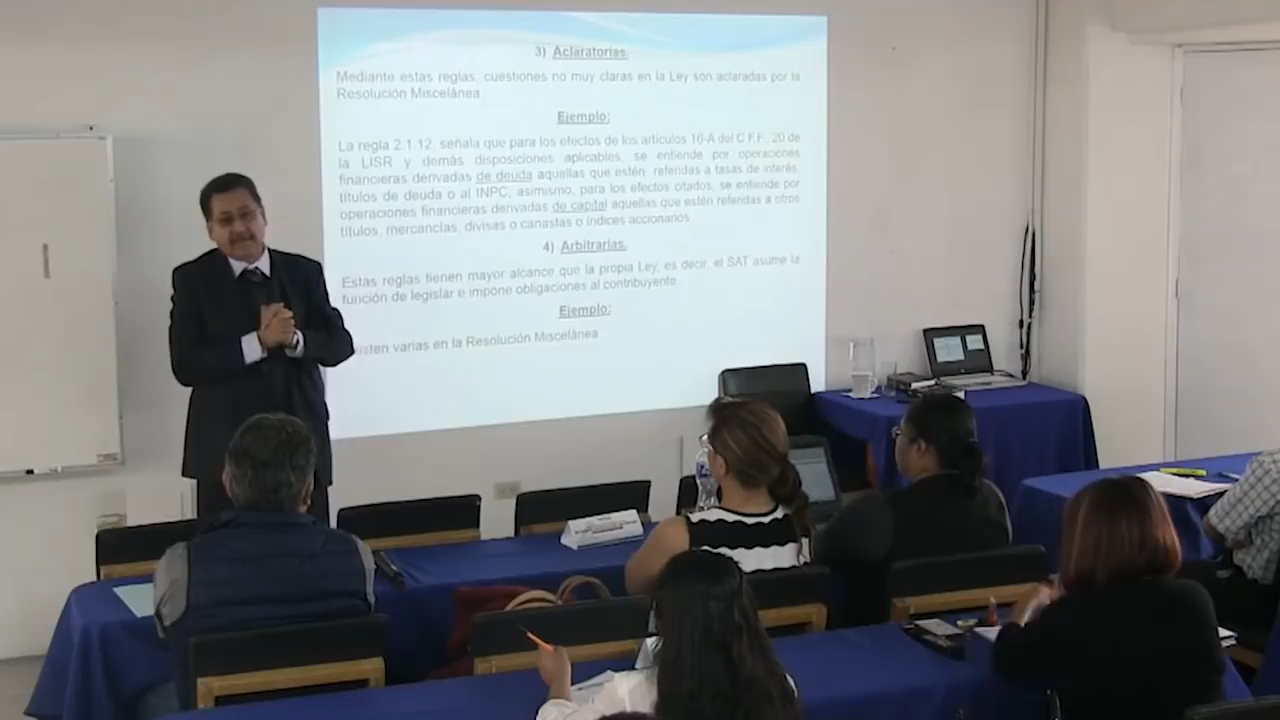 3) Aclaratorias.
Mediante estas reglas, cuestiones no muy claras en la Ley son aclaradas por la
Resolución Miscelánea.
Ejemplo:
La regla 2.1.12, señala que para los efectos de los artículos 16-A del C.F.F., 20 de
la LISR y demás disposiciones aplicables, se entiende por operaciones
financieras derivadas de deuda aquellas que estén referidas a tasas de interés,
títulos de deuda o al INPC, asimismo, para los efectos citados, se entiende por
operaciones financieras derivadas de capital aquellas que estén referidas a otros
títulos, mercancías, divisas o canastas o índices accionarios.
4) Arbitrarias.
Estas reglas tienen mayor alcance que la propia Ley, es decir, el SAT asume la
función de legislar e impone obligaciones al contribuyente.
Ejemplo:
isten varias en la Resolución Miscelánea